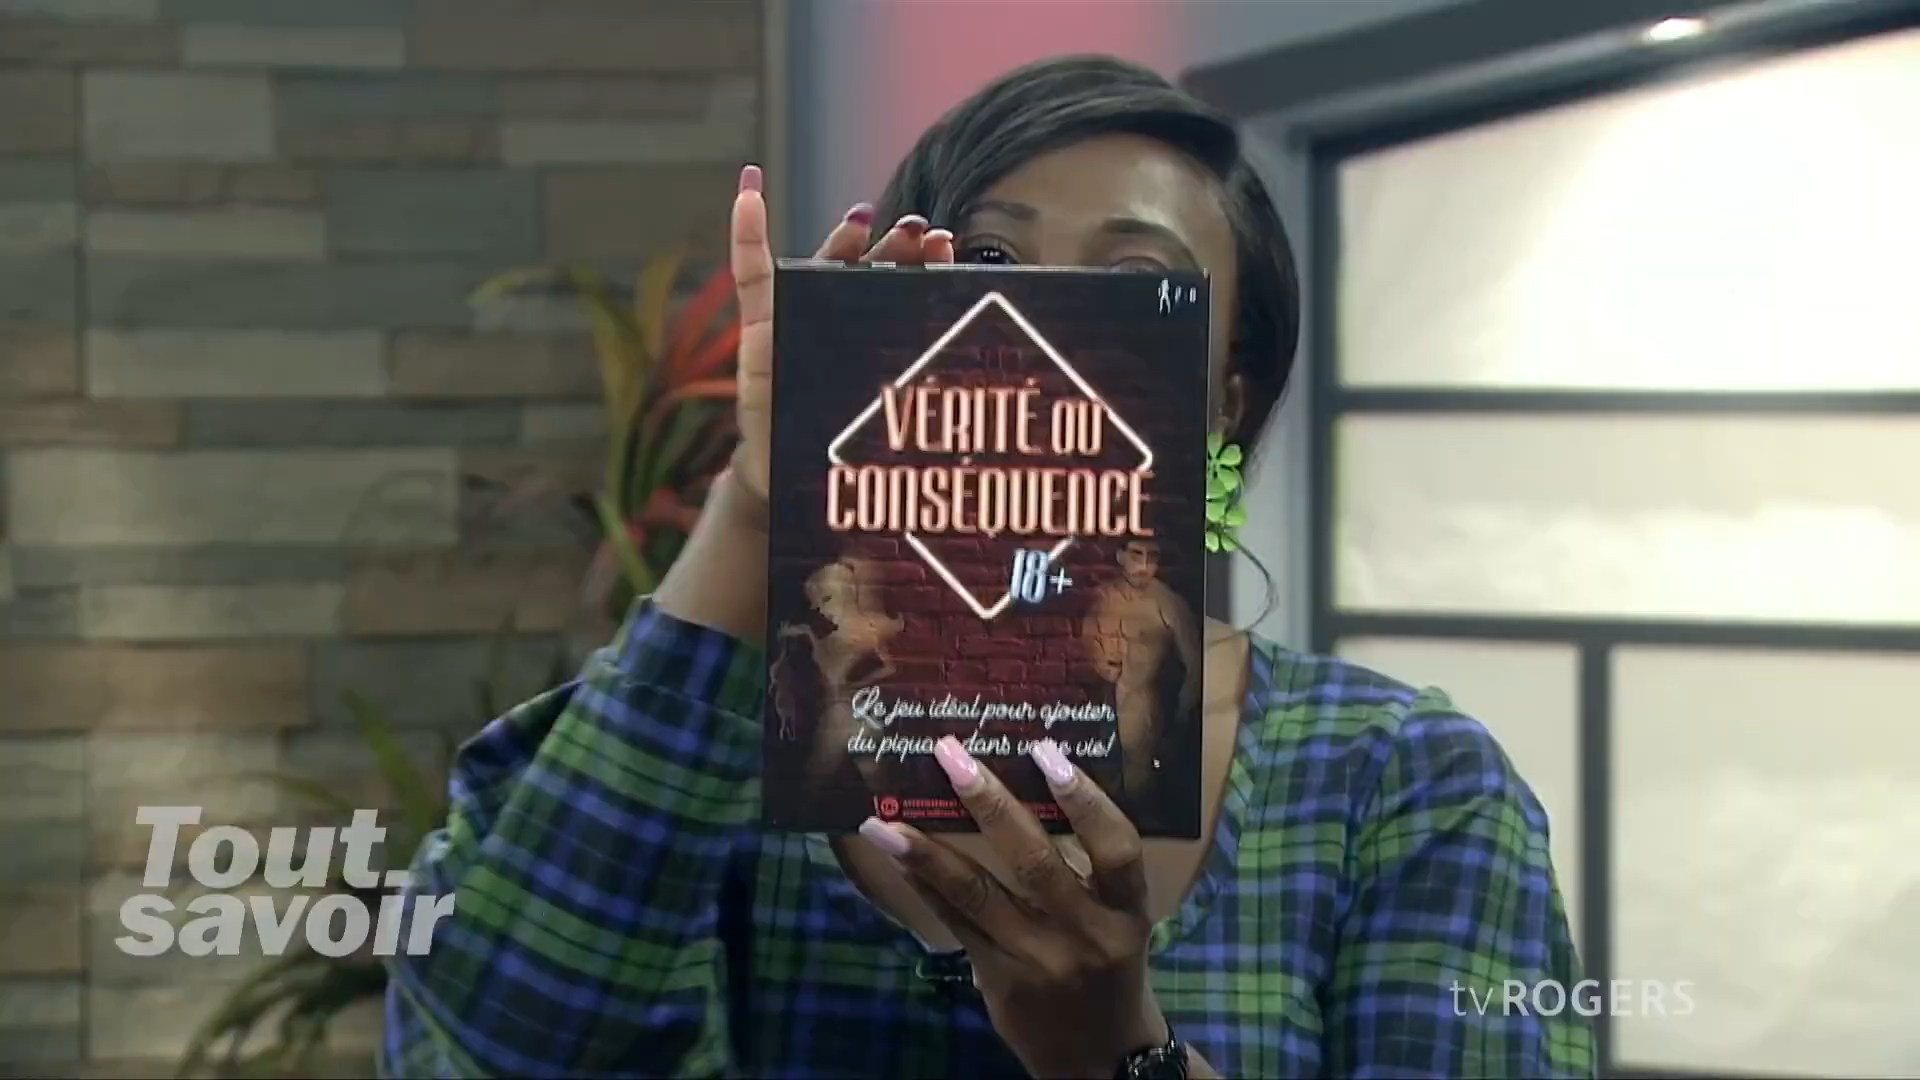 VÉRITÉ OU
CONSÉQUENCE
18+
Le jeu idéal pour ajouter
du piquant dans votre vie!
Tout.
savoir
tvROGERS